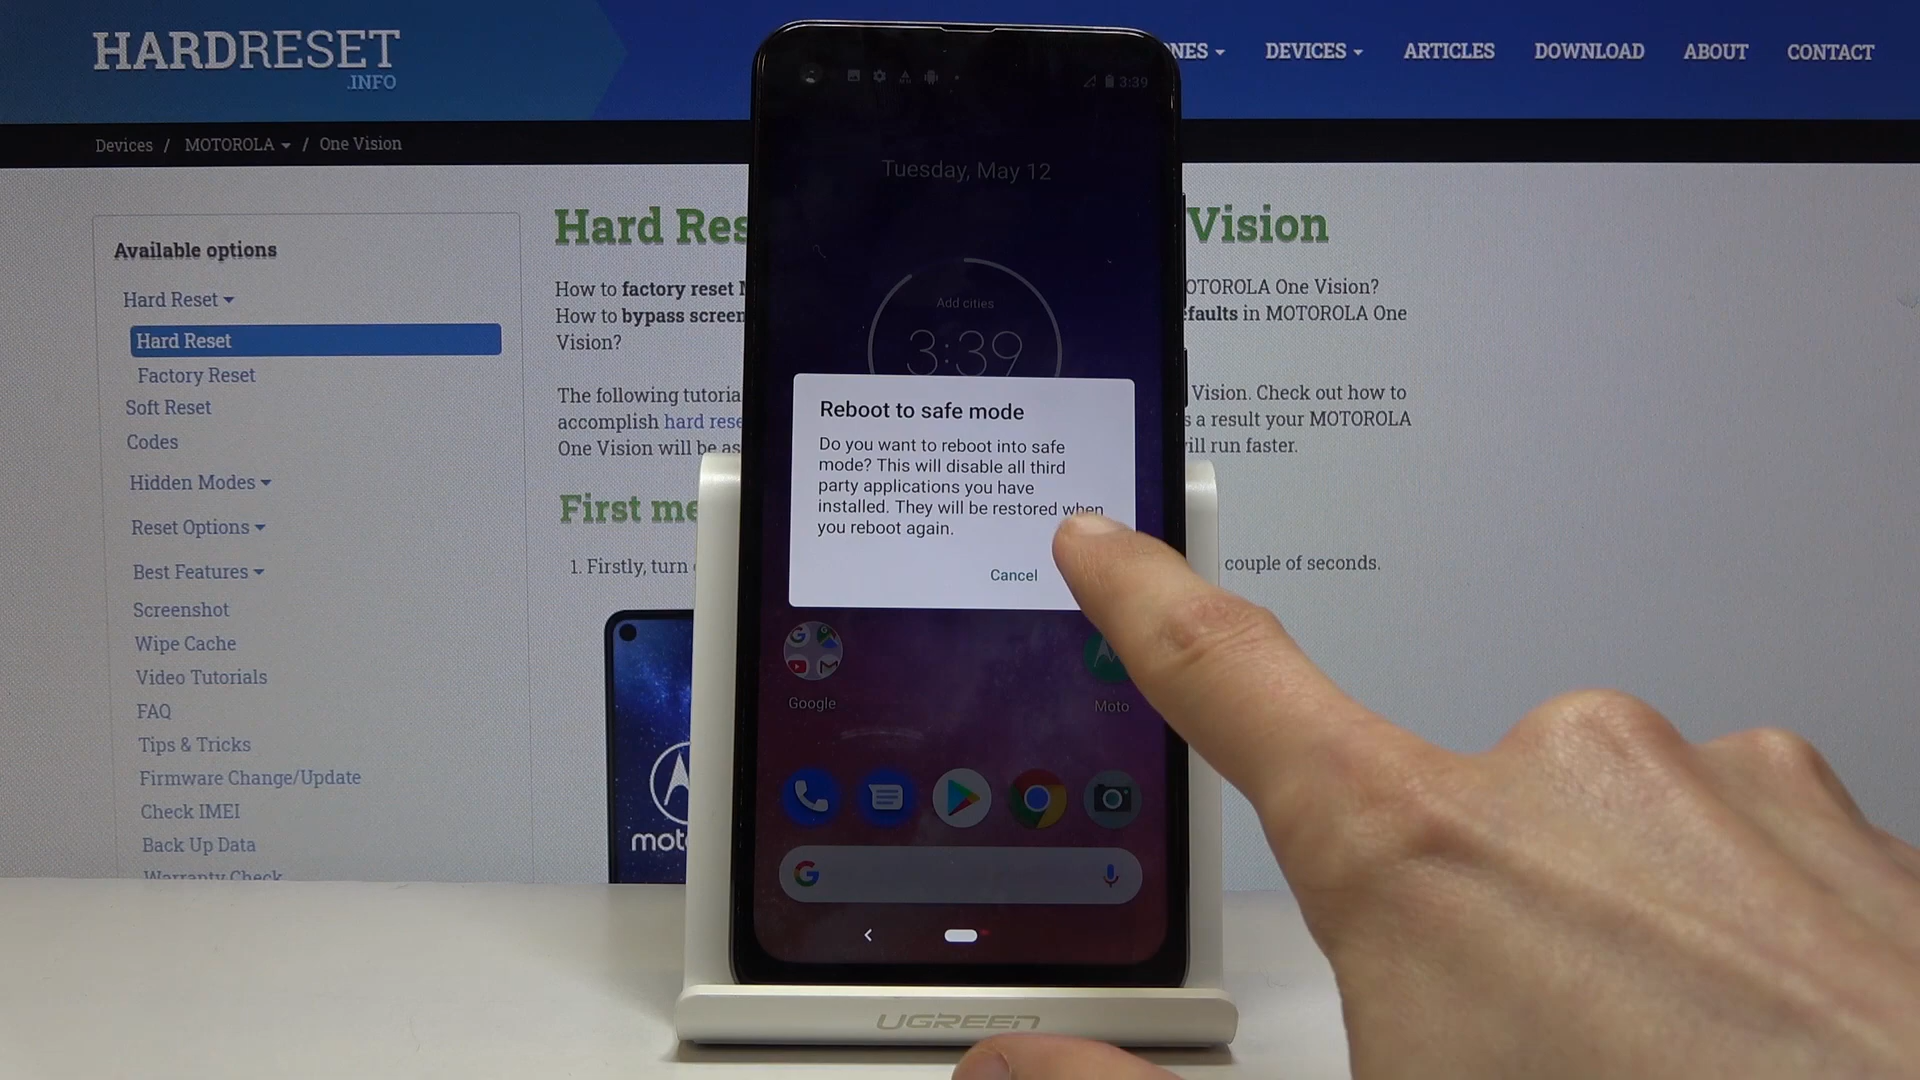 HARDRESET
.INFO
NES
DEVICES
ARTICLES
DOWNLOAD
ABOUT
CONTACT
Devices / MOTOROLA / One Vision
Available options
Hard Reset
Hard Reset
Factory Reset
Soft Reset
Codes
Hidden Modes
Reset Options
Best Features
Screenshot
Wipe Cache
Video Tutorials
FAQ
Tips & Tricks
Firmware Change/Update
Check IMEI
Back Up Data
Warranty Check
Hard Res
Vision
How to factory reset
OTOROLA One Vision?
How to bypass screen
efaults in MOTOROLA One
Vision?
The following tutoria
Vision. Check out how to
accomplish hard rese
s a result your MOTOROLA
One Vision will be as
ill run faster.
First me
1. Firstly, turn
couple of seconds.
moto
3:39
Tuesday, May 12
Add cities
3:39
Reboot to safe mode
Do you want to reboot into safe
mode? This will disable all third
party applications you have
installed. They will be restored when
you reboot again.
Cancel
Google
Moto
UGREEN